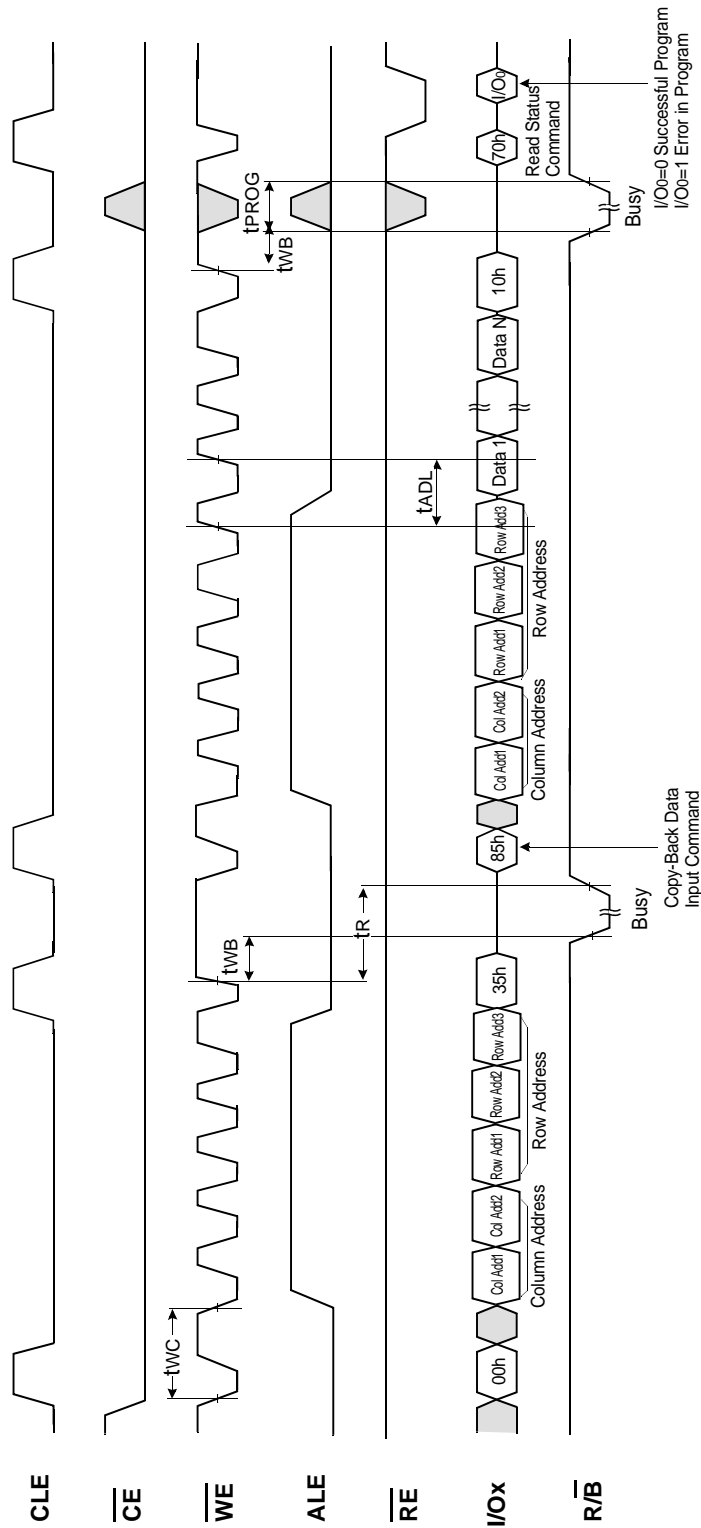 CLE
CE
WE
tWC
tWB
tWB
tPROG
ALE
tR
tADL
RE
I/Ox
00h
Col Add1
Col Add2
Row Add1
Row Add2
Row Add3
35h
85h
Col Add1
Col Add2
Row Add1
Row Add2
Row Add3
Data 1
Data N
10h
70h
I/O0
Column Address
Row Address
Column Address
Row Address
Read Status
Command
R/B
Busy
Busy
Copy-Back Data
Input Command
I/O0=0 Successful Program
I/O0=1 Error in Program